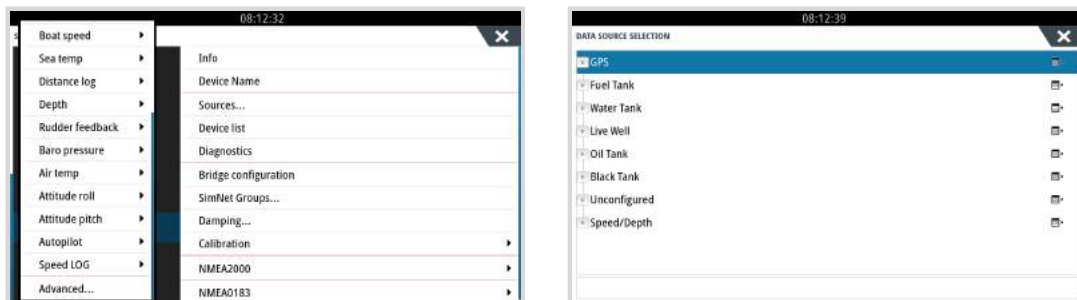 08:12:32
Boat speed
Sea temp
Distance log
Depth
Rudder feedback
Baro pressure
Air temp
Attitude roll
Attitude pitch
Autopilot
Speed LOG
Advanced...
Info
Device Name
Sources...
Device list
Diagnostics
Bridge configuration
SimNet Groups...
Damping...
Calibration
NMEA2000
NMEA0183
08:12:39
DATA SOURCE SELECTION
GPS
Fuel Tank
Water Tank
Live Well
Oil Tank
Black Tank
Unconfigured
Speed/Depth